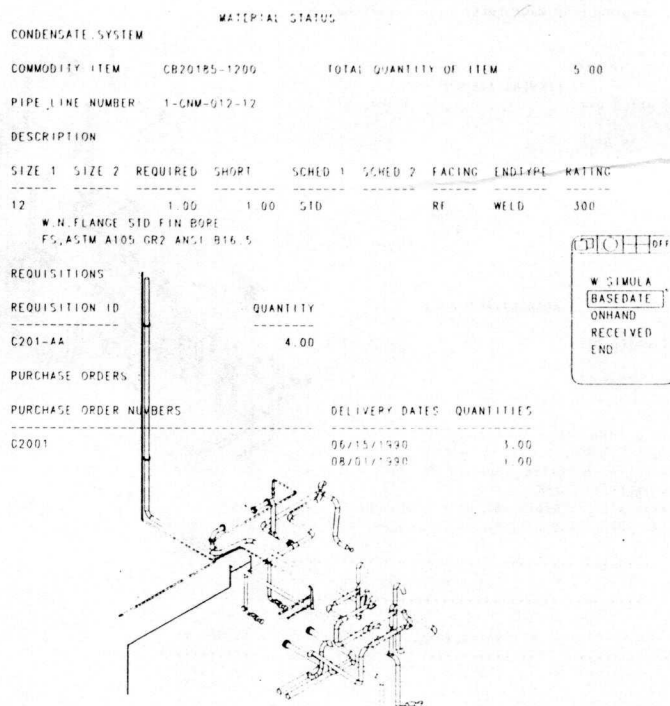 MATERIAL STATUS
CONDENSATE SYSTEM
COMMODITY ITEM CB20185-1200 TOTAL QUANTITY OF ITEM 5.00
PIPE LINE NUMBER 1-CNM-012-12
DESCRIPTION
SIZE 1 SIZE 2 REQUIRED SHORT SCHED 1 SCHED 2 FACING ENDTYPE RATING
12 1.00 1.00 STD RF WELD 300
W.N.FLANGE STD FIN BORE
FS,ASTM A105 GR2 ANSI B16.5
OFF
W SIMULA
BASEDATE
ONHAND
RECEIVED
END
REQUISITIONS
REQUISITION ID QUANTITY
C201-AA 4.00
PURCHASE ORDERS
PURCHASE ORDER NUMBERS DELIVERY DATES QUANTITIES
C2001 06/15/1990 3.00
08/01/1990 1.00